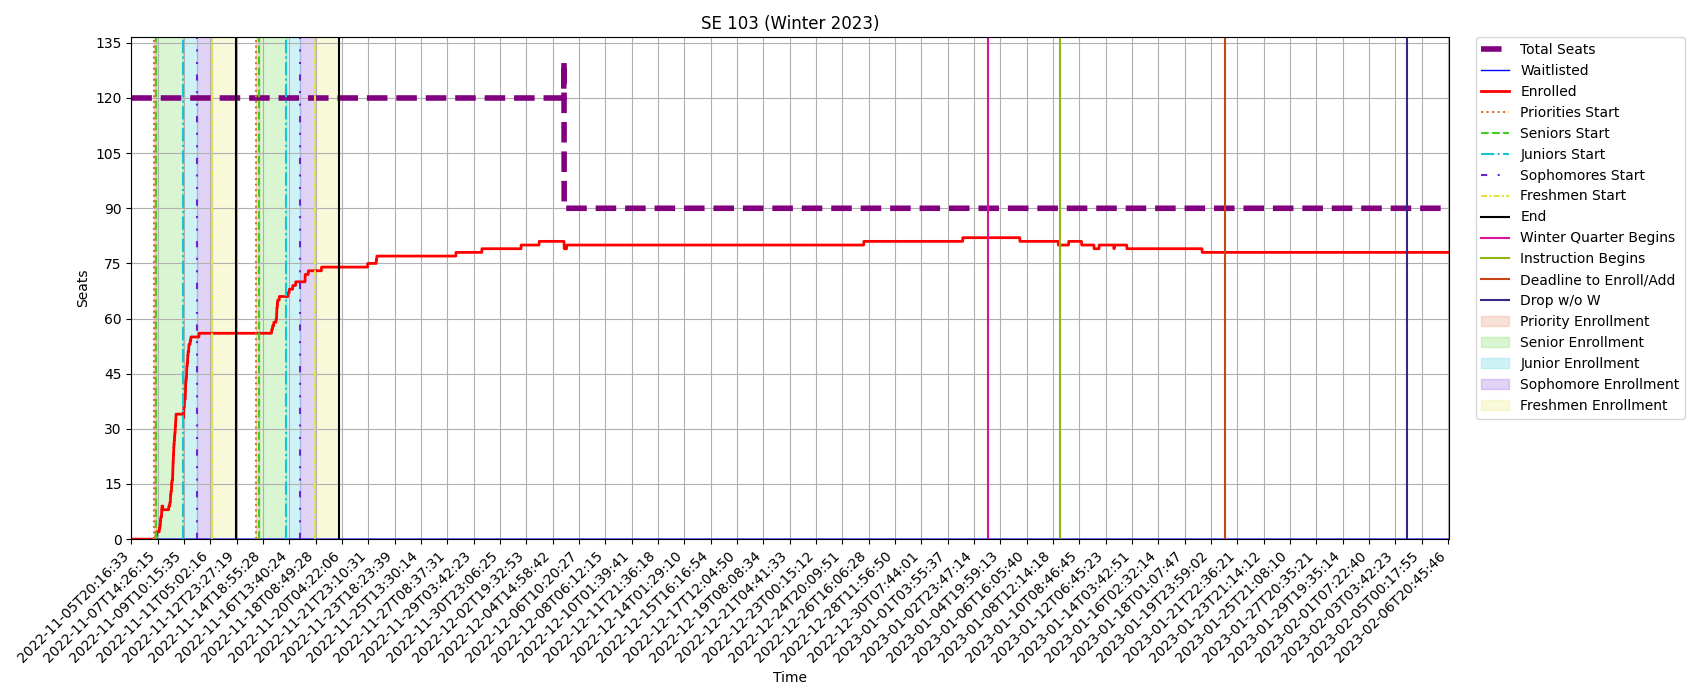 SE 103 (Winter 2023)
135
120
105
90
75
60
45
30
15
0
Seats
2022-11-05T20:16:33
2022-11-07T14:26:15
2022-11-09T10:15:35
2022-11-11T05:02:16
2022-11-12T23:27:19
2022-11-14T18:55:28
2022-11-16T13:40:24
2022-11-18T08:49:28
2022-11-20T04:22:06
2022-11-21T23:10:31
2022-11-23T18:23:39
2022-11-25T13:30:14
2022-11-27T08:37:31
2022-11-29T03:42:23
2022-11-30T23:06:25
2022-12-02T19:32:53
2022-12-04T14:58:42
2022-12-06T10:20:27
2022-12-08T06:12:15
2022-12-10T01:39:41
2022-12-11T21:36:18
2022-12-14T01:29:10
2022-12-15T16:16:54
2022-12-17T12:04:50
2022-12-19T08:08:34
2022-12-21T04:41:33
2022-12-23T00:15:12
2022-12-24T20:09:51
2022-12-26T16:06:28
2022-12-28T11:56:50
2022-12-30T07:44:01
2023-01-01T03:55:37
2023-01-02T23:47:14
2023-01-04T19:59:13
2023-01-06T16:05:40
2023-01-08T12:14:18
2023-01-10T08:46:45
2023-01-12T06:45:23
2023-01-14T03:42:51
2023-01-16T02:32:14
2023-01-18T01:07:47
2023-01-19T23:59:02
2023-01-21T22:36:21
2023-01-23T21:14:12
2023-01-25T21:08:10
2023-01-27T20:35:21
2023-01-29T19:35:14
2023-02-01T07:22:40
2023-02-03T03:42:23
2023-02-05T00:17:55
2023-02-06T20:45:46
Time
Total Seats
Waitlisted
Enrolled
Priorities Start
Seniors Start
Juniors Start
Sophomores Start
Freshmen Start
End
Winter Quarter Begins
Instruction Begins
Deadline to Enroll/Add
Drop w/o W
Priority Enrollment
Senior Enrollment
Junior Enrollment
Sophomore Enrollment
Freshmen Enrollment